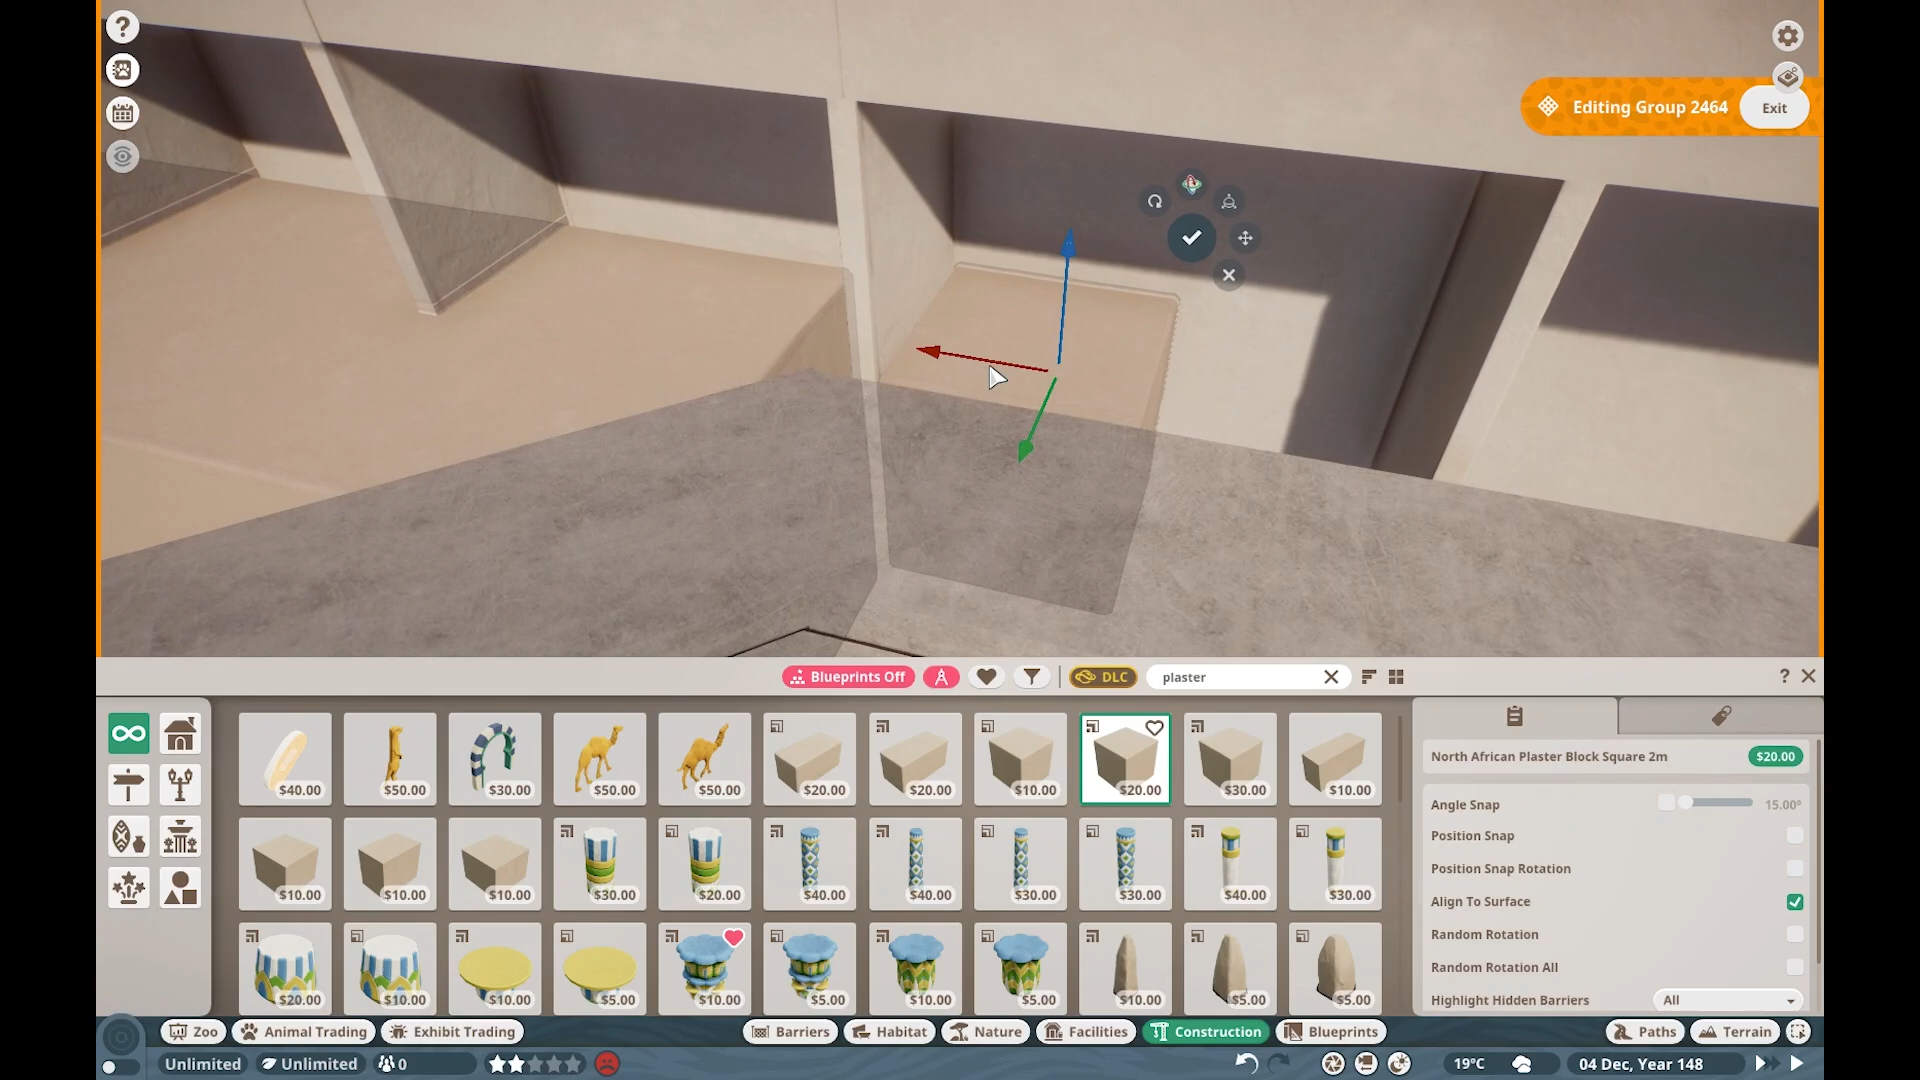 ?
Editing Group 2464
Exit
Blueprints Off
DLC
plaster
?
$40.00
$50.00
$30.00
$50.00
$50.00
$20.00
$20.00
$10.00
$20.00
$30.00
$10.00
$10.00
$10.00
$10.00
$30.00
$20.00
$40.00
$40.00
$30.00
$30.00
$40.00
$30.00
$20.00
$10.00
$10.00
$5.00
$10.00
$5.00
$10.00
$5.00
$10.00
$5.00
$5.00
North African Plaster Block Square 2m
$20.00
Angle Snap
15.00°
Position Snap
Position Snap Rotation
Align To Surface
Random Rotation
Random Rotation All
Highlight Hidden Barriers
All
Zoo
Animal Trading
Exhibit Trading
Barriers
Habitat
Nature
Facilities
Construction
Blueprints
Paths
Terrain
Unlimited
Unlimited
0
19°C
04 Dec, Year 148